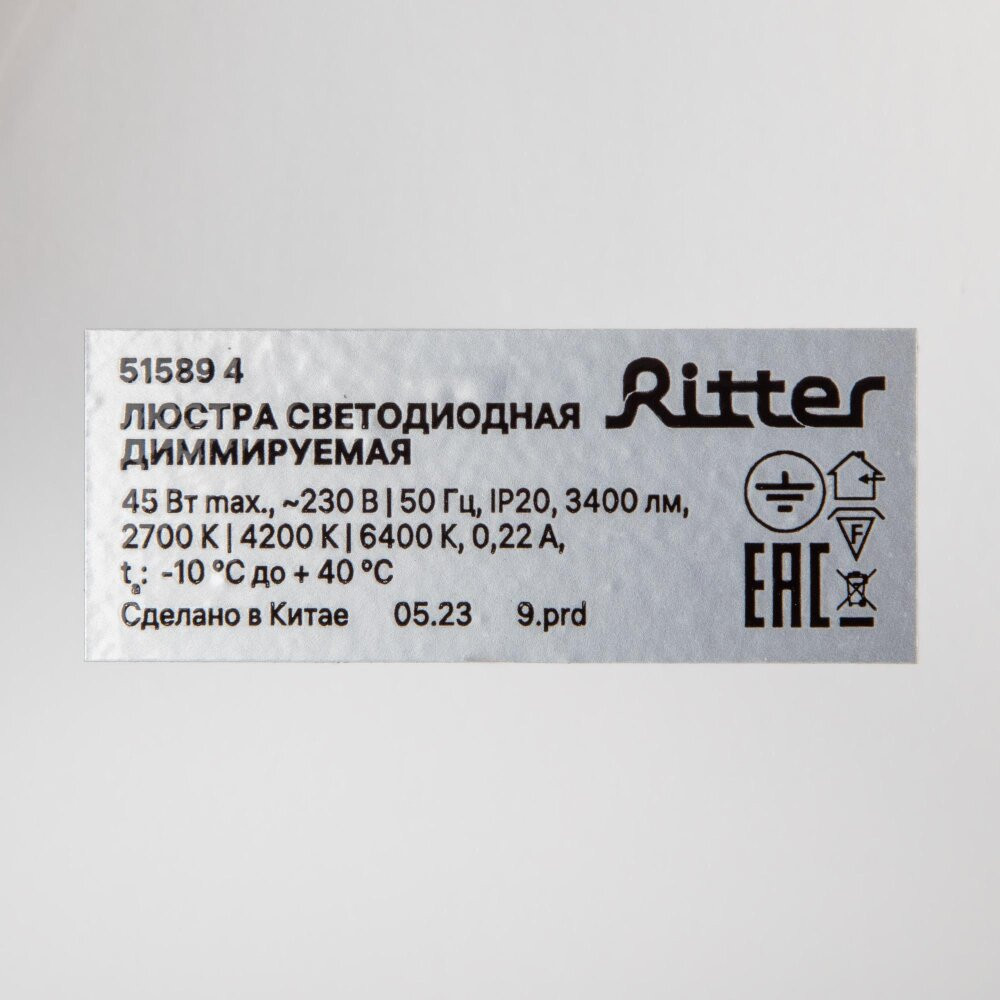 51589 4
Ritter
ЛЮСТРА СВЕТОДИОДНАЯ
ДИММИРУЕМАЯ
45 Вт max., ~230 В | 50 Гц, IP20, 3400 лм,
2700 К | 4200 К | 6400 К, 0,22 А,
tₐ: -10 °С до + 40 °С
Сделано в Китае 05.23 9.prd
F
EAC